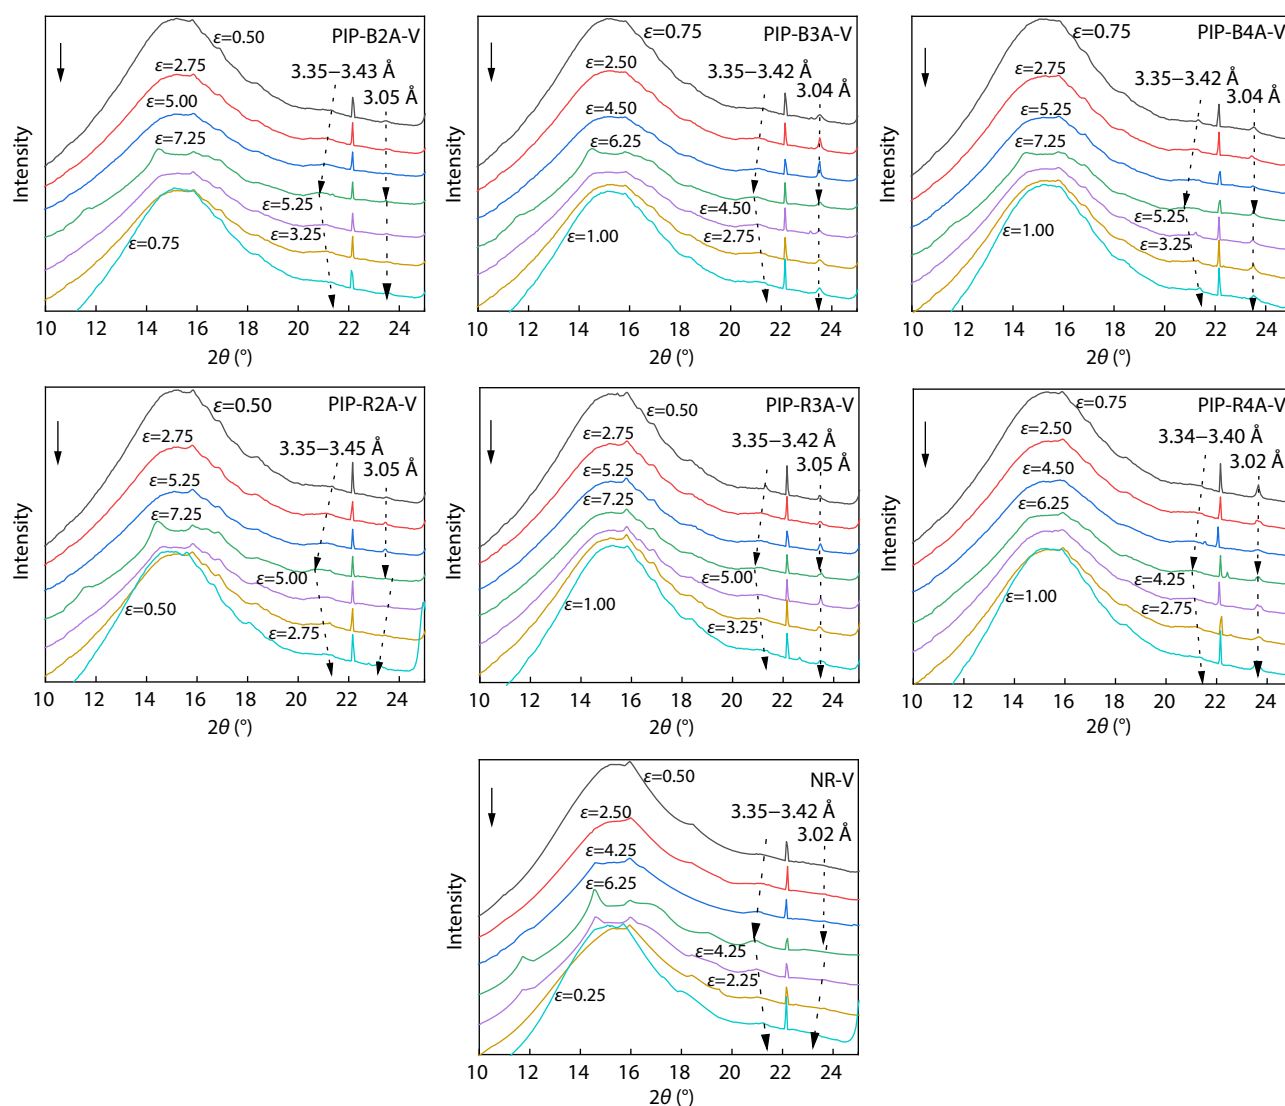 PIP-B2A-V
ε=0.50
3.35−3.43 Å
3.05 Å
ε=2.75
ε=5.00
ε=7.25
ε=5.25
ε=3.25
ε=0.75
Intensity
10 12 14 16 18 20 22 24
2θ (°)
PIP-B3A-V
ε=0.75
3.35−3.42 Å
3.04 Å
ε=2.50
ε=4.50
ε=6.25
ε=4.50
ε=2.75
ε=1.00
Intensity
10 12 14 16 18 20 22 24
2θ (°)
PIP-B4A-V
ε=0.75
3.35−3.42 Å
3.04 Å
ε=2.75
ε=5.25
ε=7.25
ε=5.25
ε=3.25
ε=1.00
Intensity
10 12 14 16 18 20 22 24
2θ (°)
PIP-R2A-V
ε=0.50
3.35−3.45 Å
3.05 Å
ε=2.75
ε=5.25
ε=7.25
ε=5.00
ε=2.75
ε=0.50
Intensity
10 12 14 16 18 20 22 24
2θ (°)
PIP-R3A-V
ε=0.50
3.35−3.42 Å
3.05 Å
ε=2.75
ε=5.25
ε=7.25
ε=5.00
ε=3.25
ε=1.00
Intensity
10 12 14 16 18 20 22 24
2θ (°)
PIP-R4A-V
ε=0.75
3.34−3.40 Å
3.02 Å
ε=2.50
ε=4.50
ε=6.25
ε=4.25
ε=2.75
ε=1.00
Intensity
10 12 14 16 18 20 22 24
2θ (°)
NR-V
ε=0.50
3.35−3.42 Å
3.02 Å
ε=2.50
ε=4.25
ε=6.25
ε=4.25
ε=2.25
ε=0.25
Intensity
10 12 14 16 18 20 22 24
2θ (°)